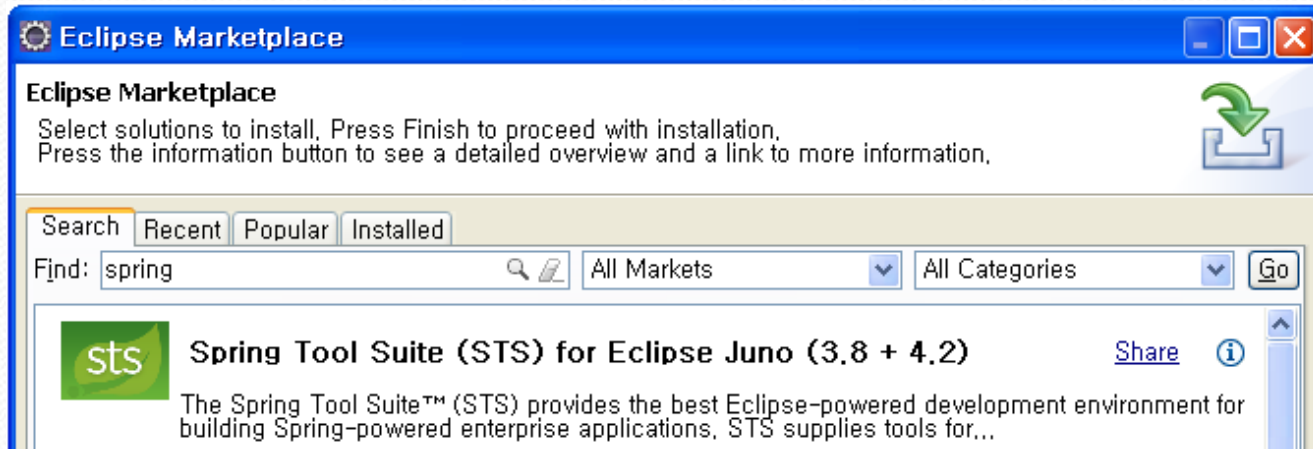 Eclipse Marketplace
Eclipse Marketplace
Select solutions to install, Press Finish to proceed with installation,
Press the information button to see a detailed overview and a link to more information,
Search Recent Popular Installed
Find: spring All Markets All Categories Go
sts Spring Tool Suite (STS) for Eclipse Juno (3.8 + 4.2) Share i
The Spring Tool Suite™ (STS) provides the best Eclipse-powered development environment for
building Spring-powered enterprise applications, STS supplies tools for,,,